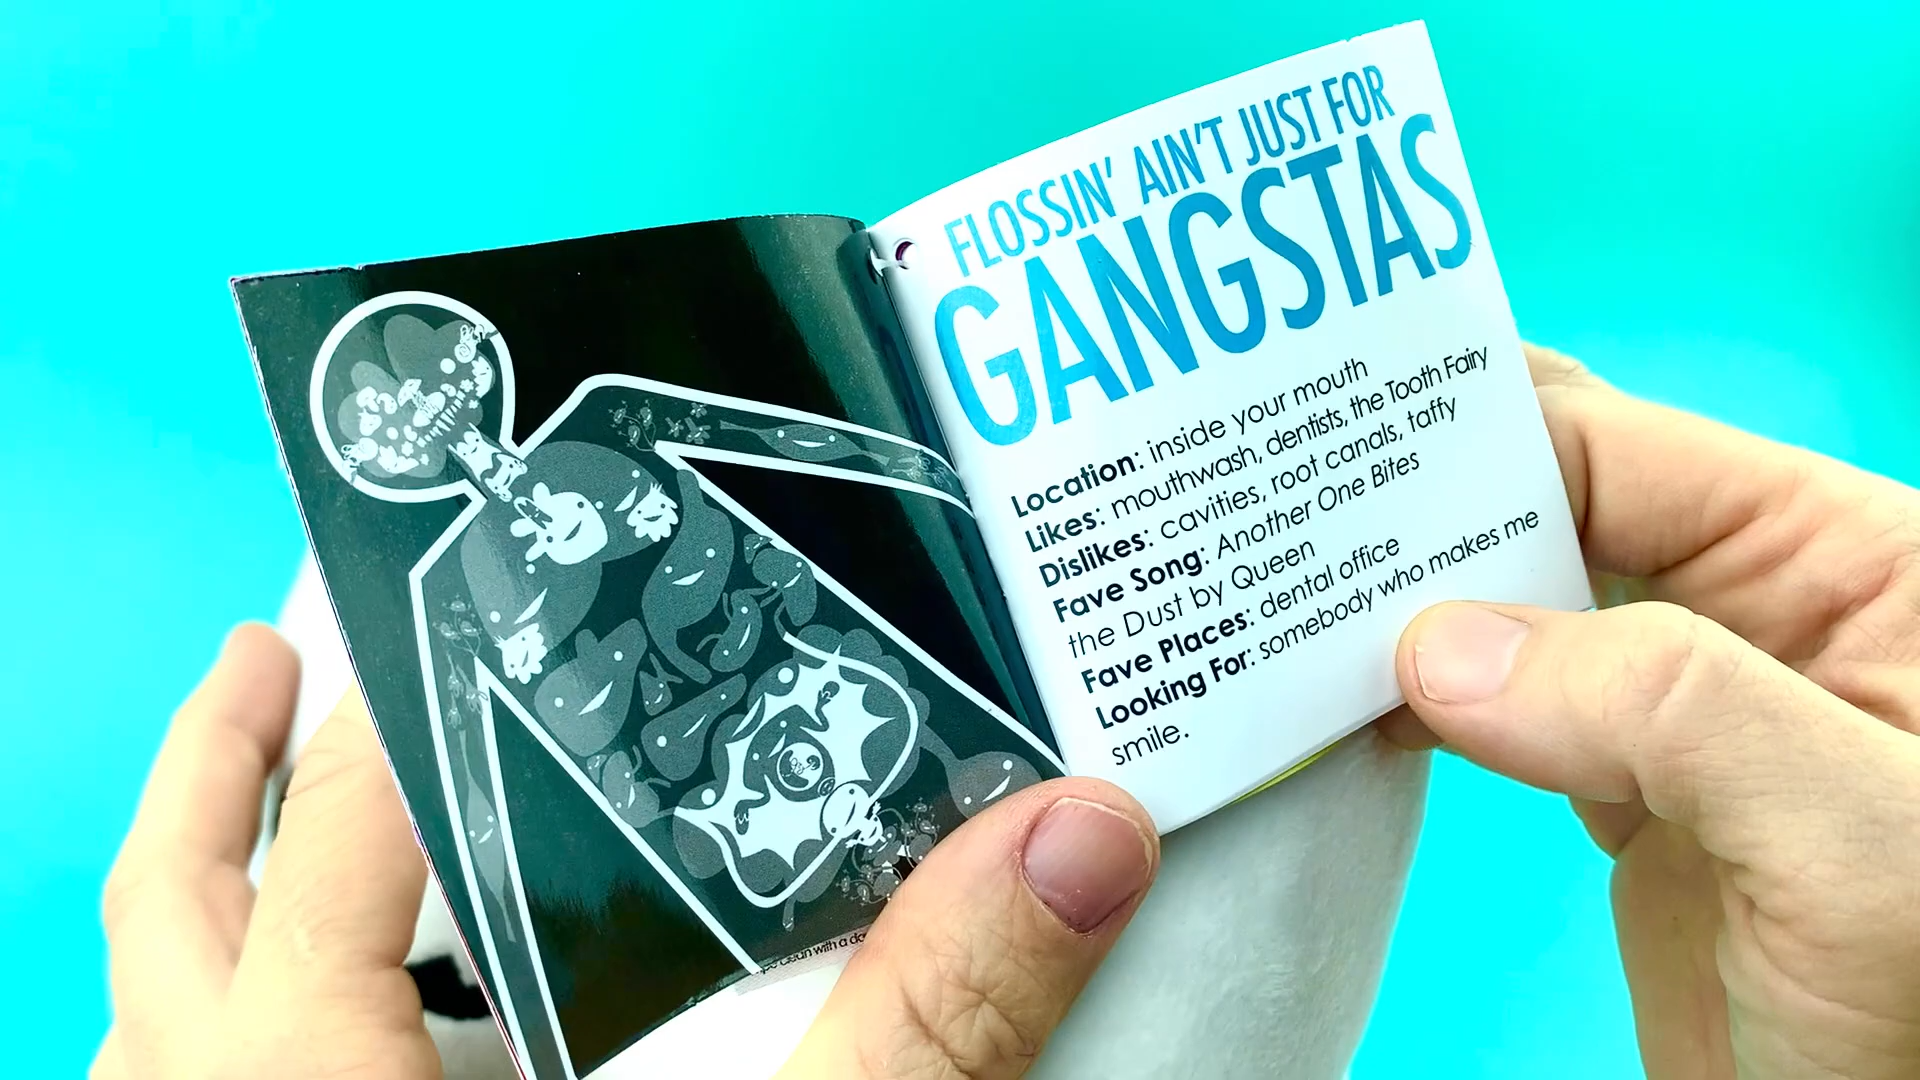 FLOSSIN' AIN'T JUST FOR
GANGSTAS
Location: inside your mouth
Likes: mouthwash, dentists, the Tooth Fairy
Dislikes: cavities, root canals, taffy
Fave Song: Another One Bites
the Dust by Queen
Fave Places: dental office
Looking For: somebody who makes me
smile.
clean with a